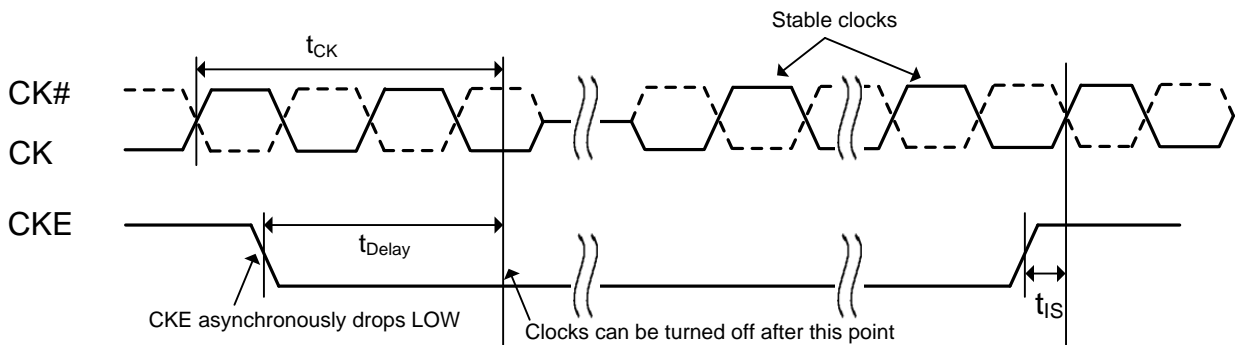 Stable clocks
tCK
CK#
CK
CKE
tDelay
tIS
CKE asynchronously drops LOW
Clocks can be turned off after this point